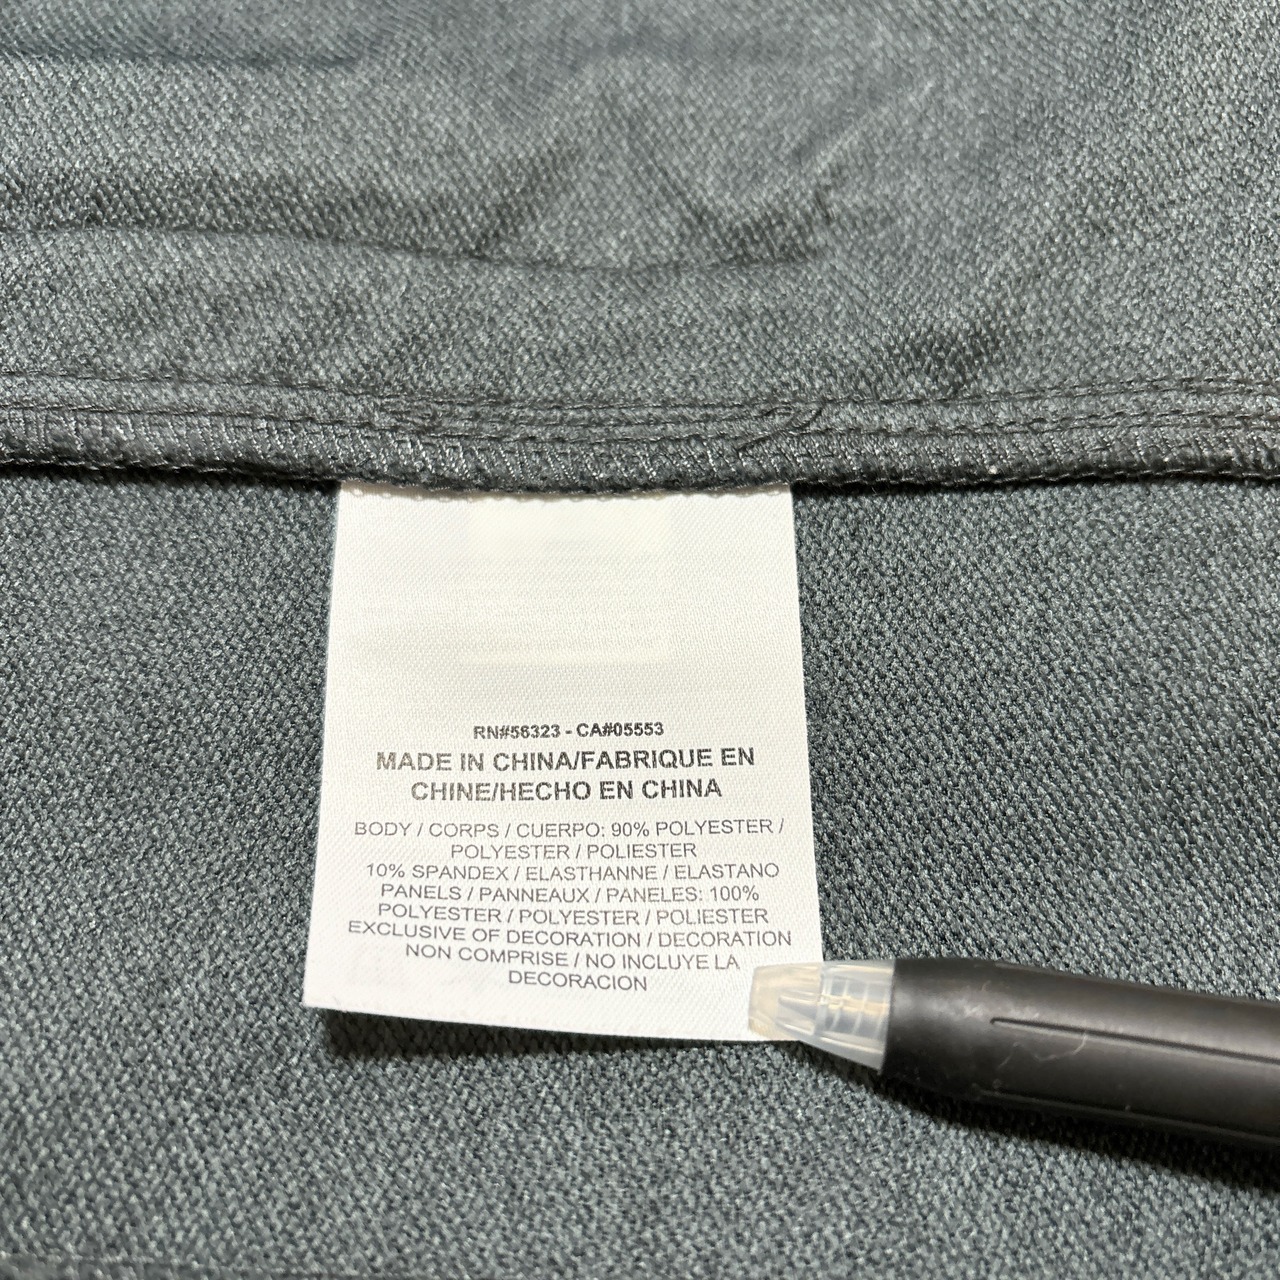 RN#56323 - CA#05553
MADE IN CHINA/FABRIQUE EN
CHINE/HECHO EN CHINA
BODY / CORPS / CUERPO: 90% POLYESTER /
POLYESTER / POLIESTER
10% SPANDEX / ELASTHANNE / ELASTANO
PANELS / PANNEAUX / PANELES: 100%
POLYESTER / POLYESTER / POLIESTER
EXCLUSIVE OF DECORATION / DECORATION
NON COMPRISE / NO INCLUYE LA
DECORACION